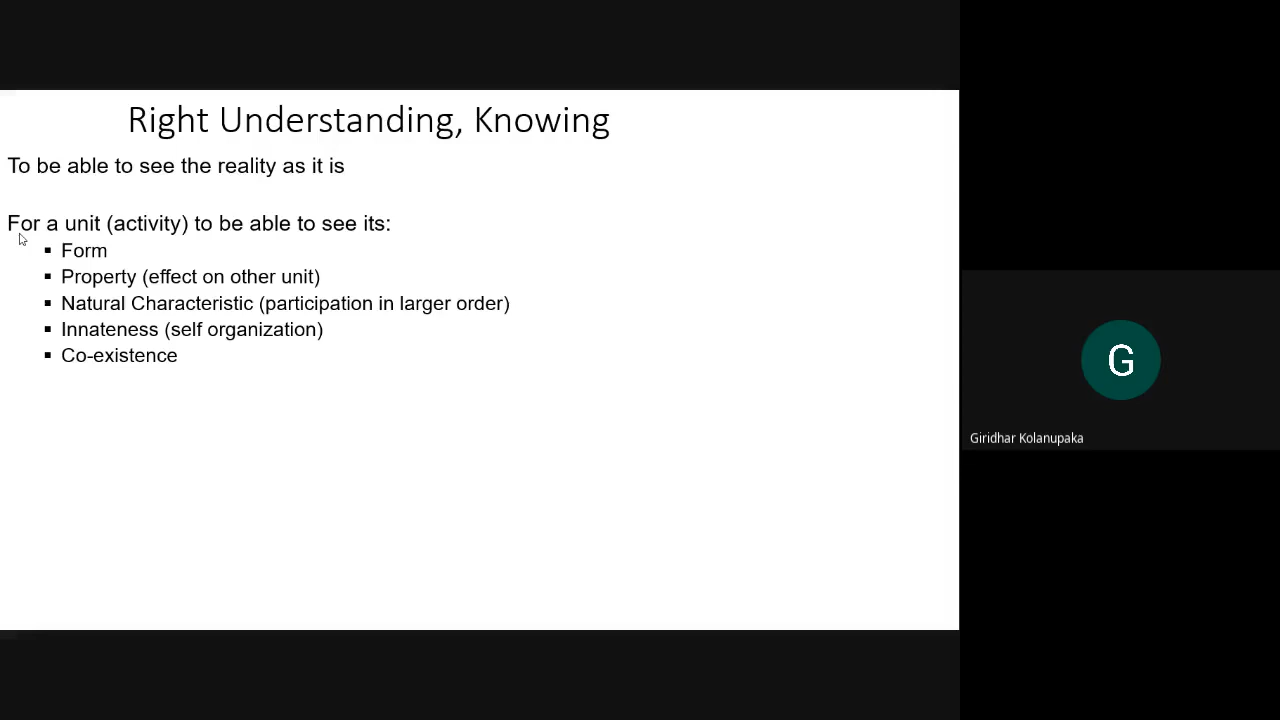 Right Understanding, Knowing
To be able to see the reality as it is
For a unit (activity) to be able to see its:
▪ Form
▪ Property (effect on other unit)
▪ Natural Characteristic (participation in larger order)
▪ Innateness (self organization)
▪ Co-existence
G
Giridhar Kolanupaka